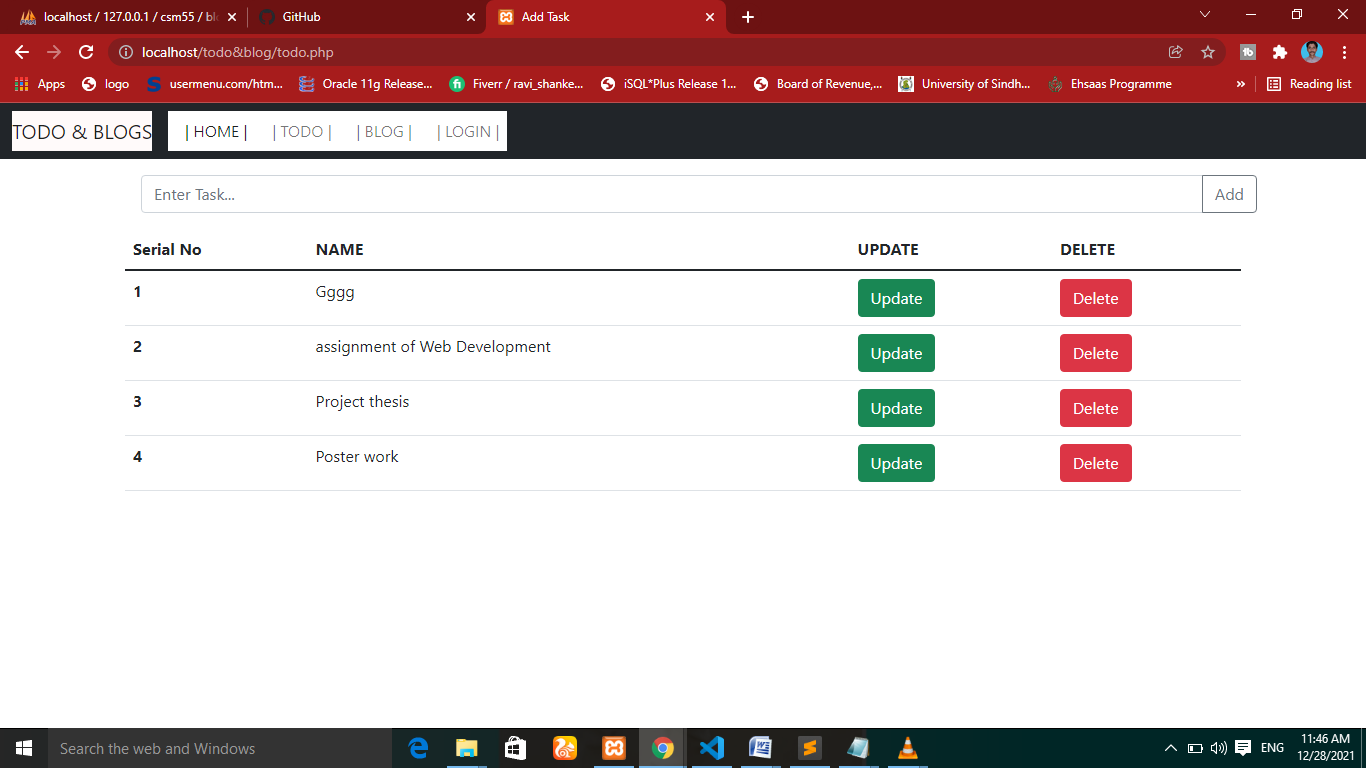 localhost / 127.0.0.1 / csm55 / bl
GitHub
Add Task
localhost/todo&blog/todo.php
Apps
logo
usermenu.com/htm...
Oracle 11g Release...
Fiverr / ravi_shanke...
iSQL*Plus Release 1...
Board of Revenue,...
University of Sindh...
Ehsaas Programme
»
Reading list
TODO & BLOGS
| HOME |
| TODO |
| BLOG |
| LOGIN |
Enter Task...
Add
Serial No NAME UPDATE DELETE
1 Gggg Update Delete
2 assignment of Web Development Update Delete
3 Project thesis Update Delete
4 Poster work Update Delete
Search the web and Windows
ENG
11:46 AM
12/28/2021